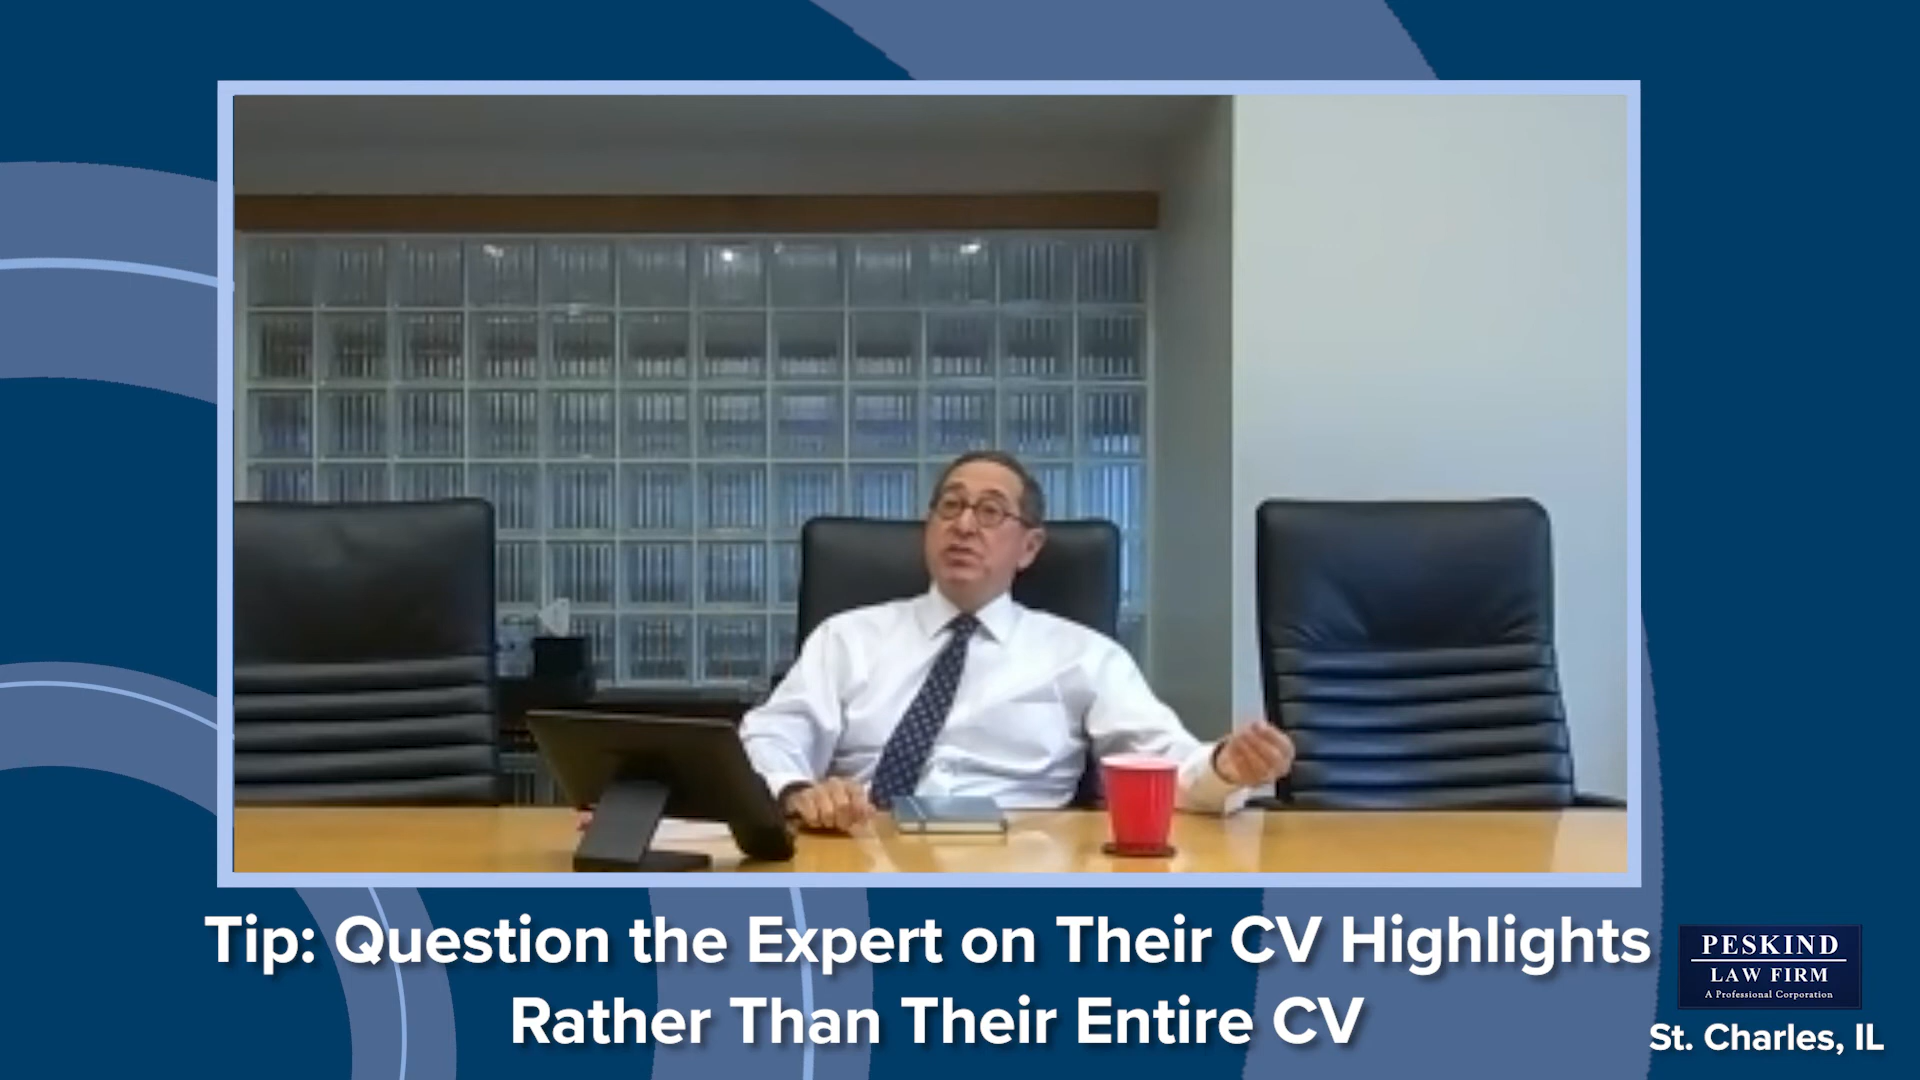 Tip: Question the Expert on Their CV Highlights
Rather Than Their Entire CV
PESKIND
LAW FIRM
A Professional Corporation
St. Charles, IL